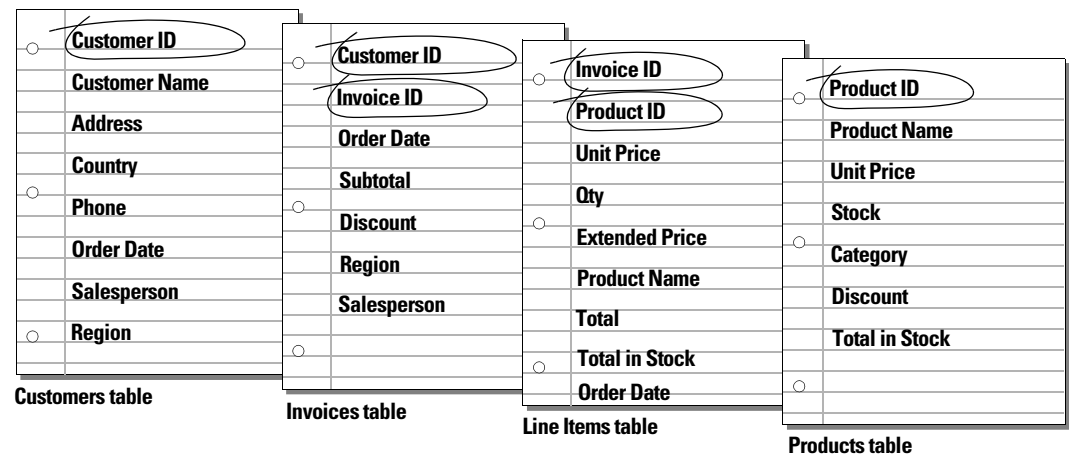 Customer ID
Customer Name
Address
Country
Phone
Order Date
Salesperson
Region
Customers table
Customer ID
Invoice ID
Order Date
Subtotal
Discount
Region
Salesperson
Invoices table
Invoice ID
Product ID
Unit Price
Qty
Extended Price
Product Name
Total
Total in Stock
Order Date
Line Items table
Product ID
Product Name
Unit Price
Stock
Category
Discount
Total in Stock
Products table